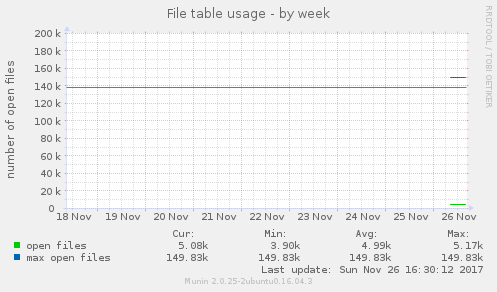 File table usage - by week
RRDTOOL / TOBI OETIKER
number of open files
200 k
180 k
160 k
140 k
120 k
100 k
80 k
60 k
40 k
20 k
0
18 Nov 19 Nov 20 Nov 21 Nov 22 Nov 23 Nov 24 Nov 25 Nov 26 Nov
Cur: Min: Avg: Max:
open files 5.08k 3.90k 4.99k 5.17k
max open files 149.83k 149.83k 149.83k 149.83k
Last update: Sun Nov 26 16:30:12 2017
Munin 2.0.25-2ubuntu0.16.04.3